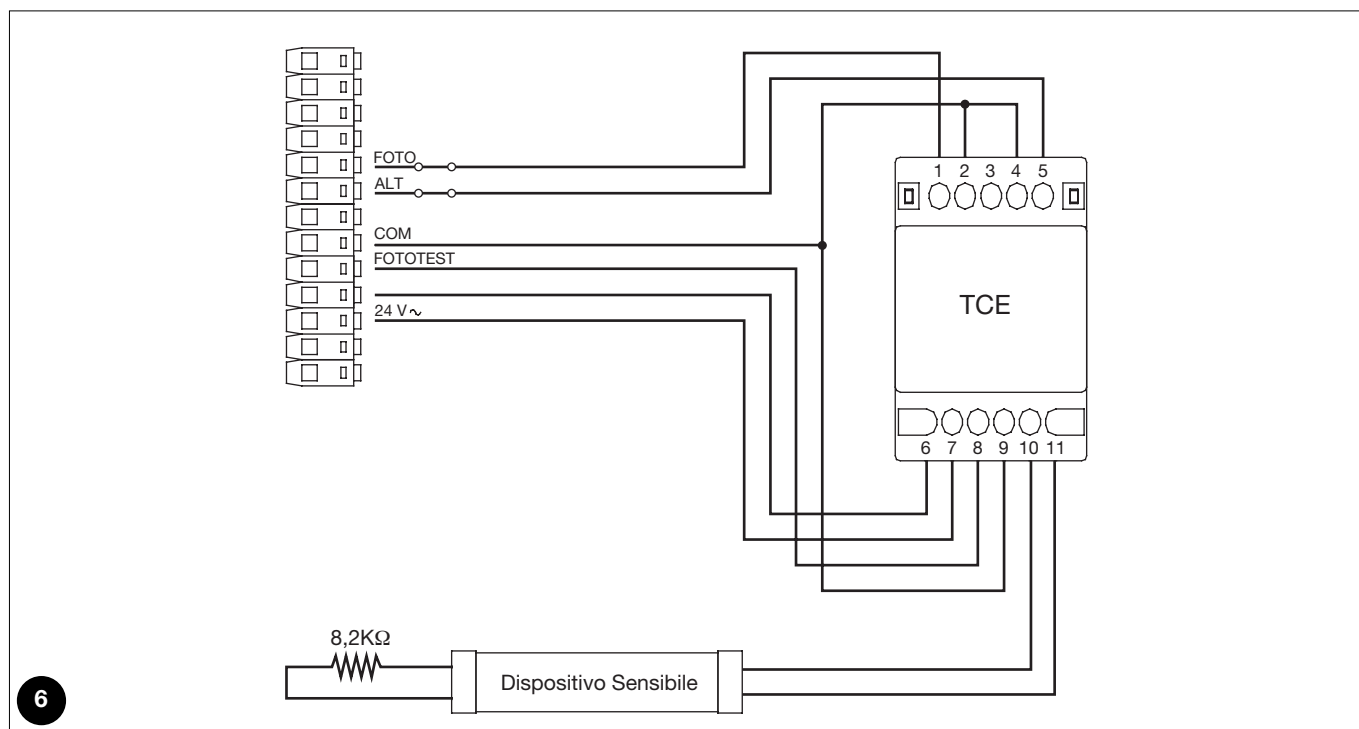 FOTO
ALT
COM
FOTOTEST
24 V~
1 2 3 4 5
TCE
6 7 8 9 10 11
8,2KΩ
Dispositivo Sensibile
6